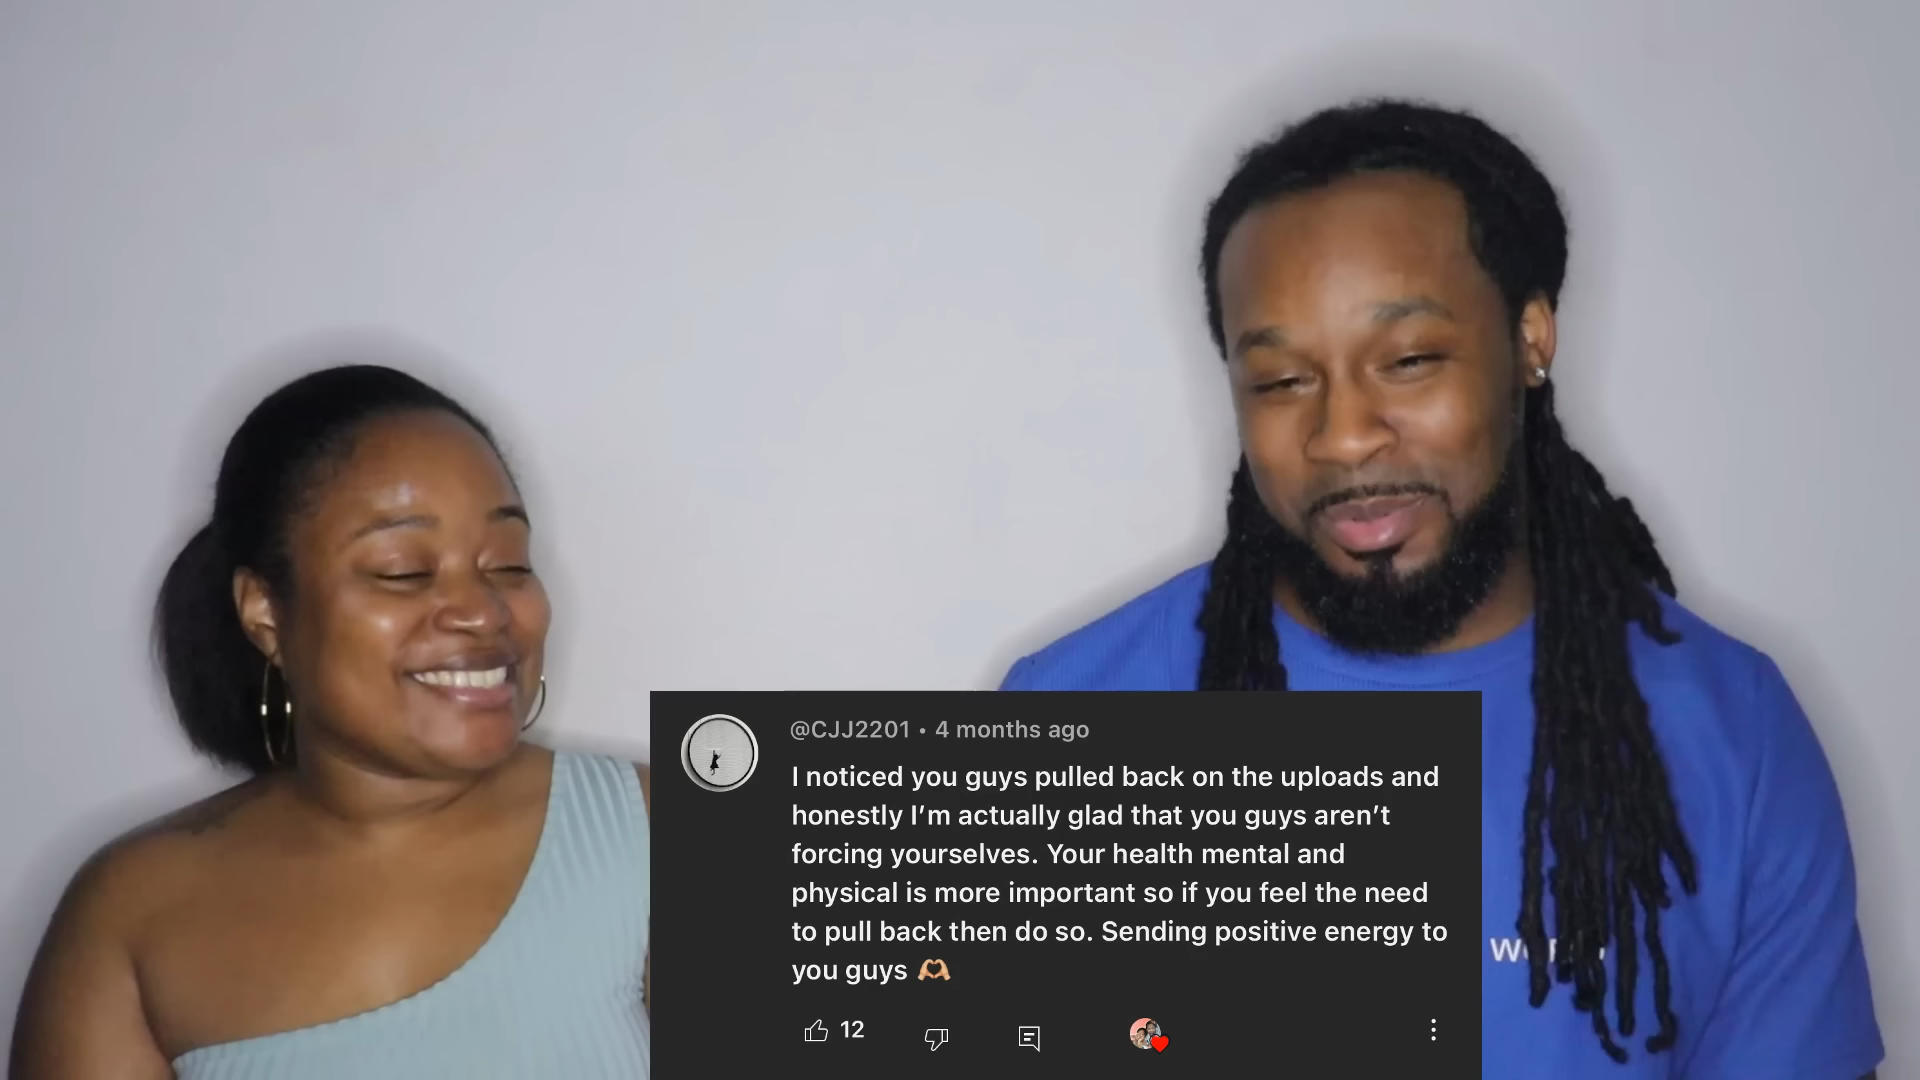 @CJJ2201 • 4 months ago
I noticed you guys pulled back on the uploads and
honestly I’m actually glad that you guys aren’t
forcing yourselves. Your health mental and
physical is more important so if you feel the need
to pull back then do so. Sending positive energy to
you guys 🫶🏼
12